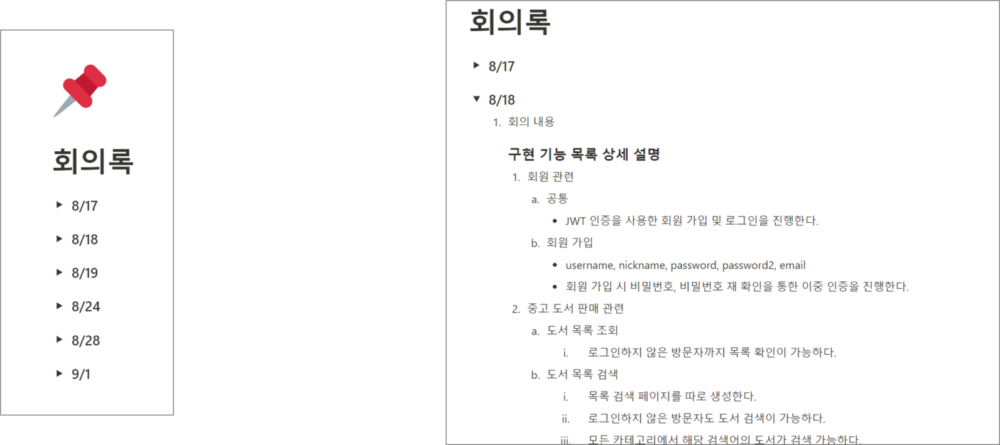 회의록
8/17
8/18
8/19
8/24
8/28
9/1
회의록
8/17
8/18
1. 회의 내용
구현 기능 목록 상세 설명
1. 회원 관련
a. 공통
• JWT 인증을 사용한 회원 가입 및 로그인을 진행한다.
b. 회원 가입
• username, nickname, password, password2, email
• 회원 가입 시 비밀번호, 비밀번호 재 확인을 통한 이중 인증을 진행한다.
2. 중고 도서 판매 관련
a. 도서 목록 조회
i. 로그인하지 않은 방문자까지 목록 확인이 가능하다.
b. 도서 목록 검색
i. 목록 검색 페이지를 따로 생성한다.
ii. 로그인하지 않은 방문자도 도서 검색이 가능하다.
iii. 모든 카테고리에서 해당 검색어의 도서가 검색 가능하다.